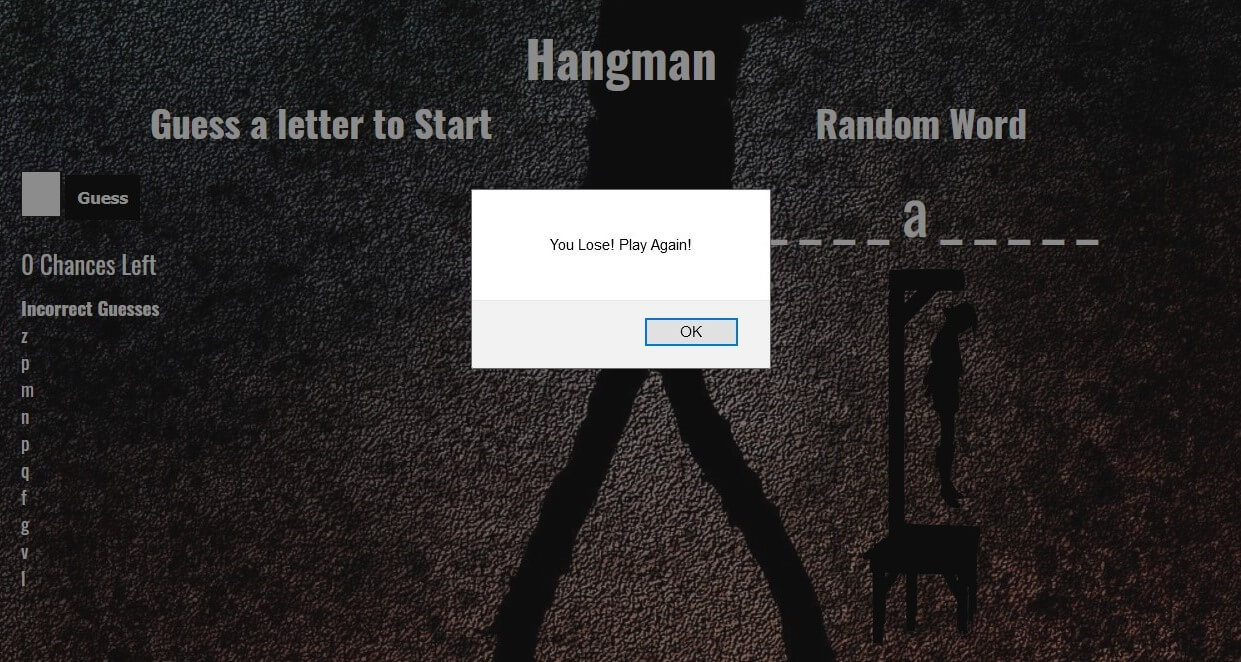 Hangman
Guess a letter to Start
Random Word
Guess
You Lose! Play Again!
_ _ _ _ a _ _ _ _ _
0 Chances Left
Incorrect Guesses
z
p
m
n
p
q
f
g
v
l
OK